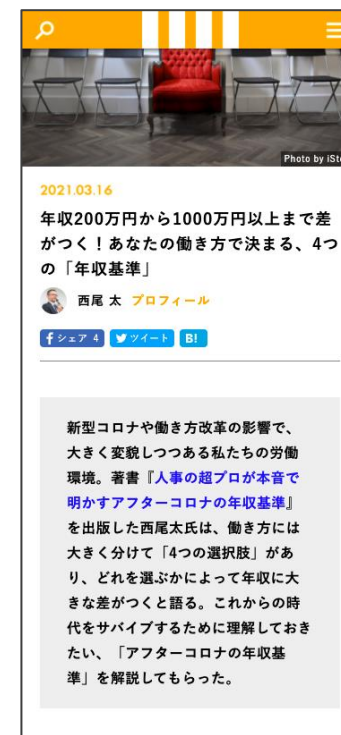 Photo by iSt
2021.03.16
年収200万円から1000万円以上まで差
がつく！あなたの働き方で決まる、4つ
の「年収基準」
西尾 太 プロフィール
シェア 4 ツイート B!
新型コロナや働き方改革の影響で、
大きく変貌しつつある私たちの労働
環境。著書『人事の超プロが本音で
明かすアフターコロナの年収基準』
を出版した西尾太氏は、働き方には
大きく分けて「4つの選択肢」があ
り、どれを選ぶかによって年収に大
きな差がつくと語る。これからの時
代をサバイブするために理解しておき
たい、「アフターコロナの年収基
準」を解説してもらった。